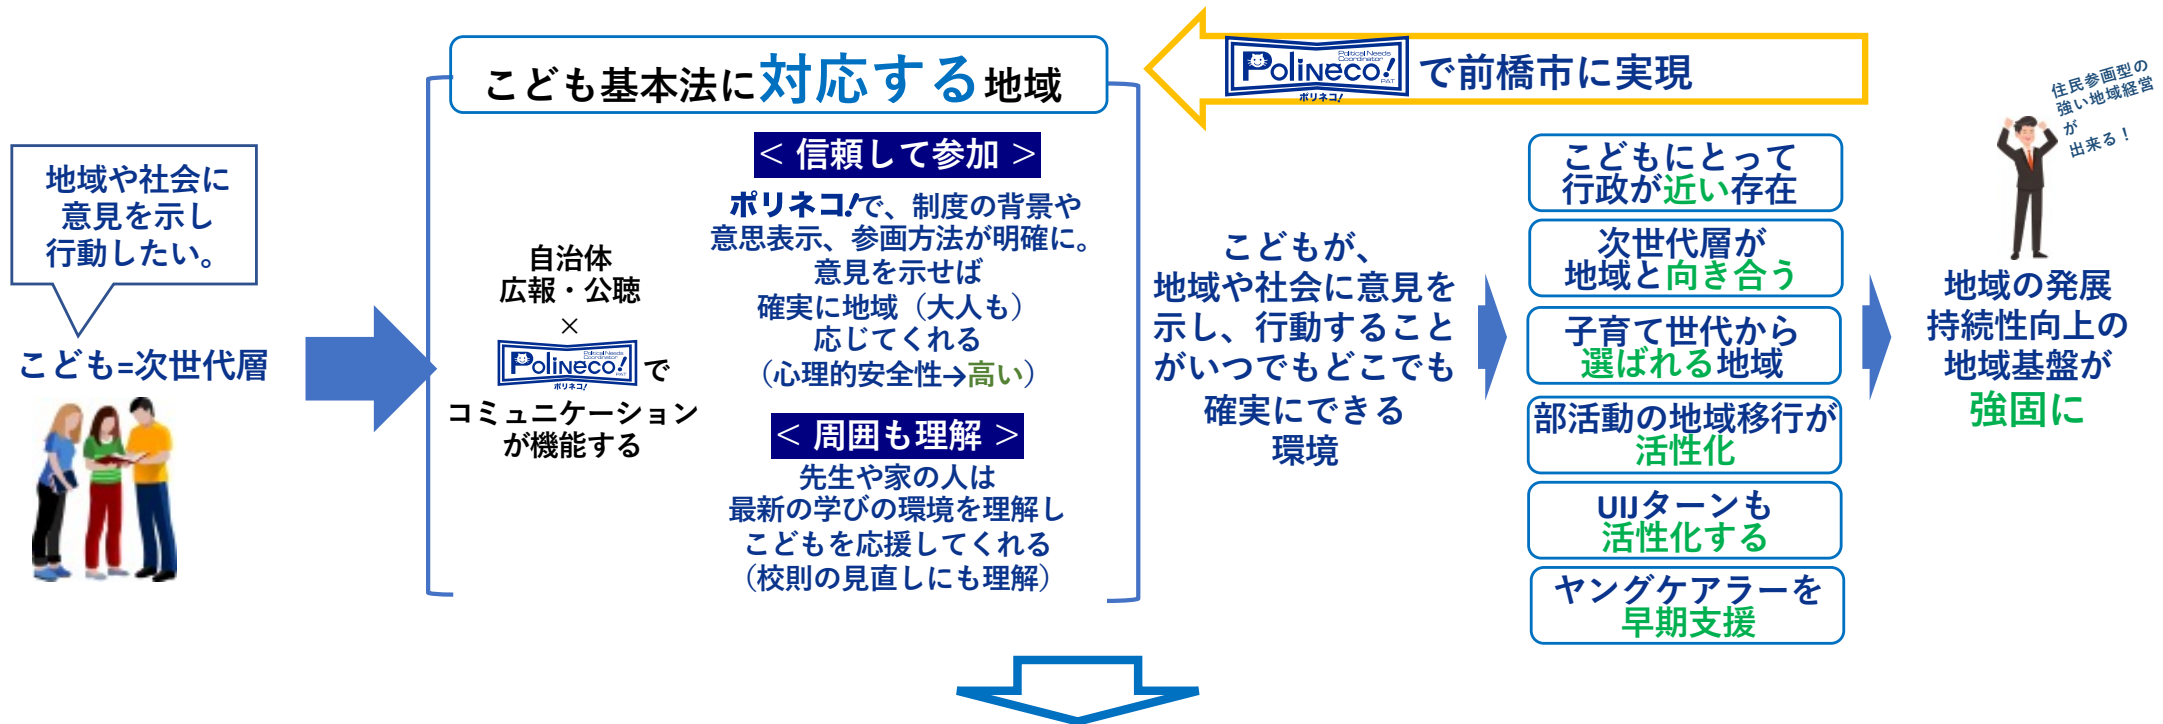 こども基本法に対応する地域
Political Needs
Coordinator
PoliNeco!
PAT
ポリネコ!
で前橋市に実現
住民参画型の
強い地域経営
が
出来る！
地域や社会に
意見を示し
行動したい。
こども=次世代層
自治体
広報・公聴
×
Political Needs
Coordinator
PoliNeco!
PAT
ポリネコ!
で
コミュニケーション
が機能する
＜ 信頼して参加 ＞
ポリネコ!で、制度の背景や
意思表示、参画方法が明確に。
意見を示せば
確実に地域（大人も）
応じてくれる
（心理的安全性→高い）
＜ 周囲も理解 ＞
先生や家の人は
最新の学びの環境を理解し
こどもを応援してくれる
（校則の見直しにも理解）
こどもが、
地域や社会に意見を
示し、行動すること
がいつでもどこでも
確実にできる
環境
こどもにとって
行政が近い存在
次世代層が
地域と向き合う
子育て世代から
選ばれる地域
部活動の地域移行が
活性化
UIJターンも
活性化する
ヤングケアラーを
早期支援
地域の発展
持続性向上の
地域基盤が
強固に